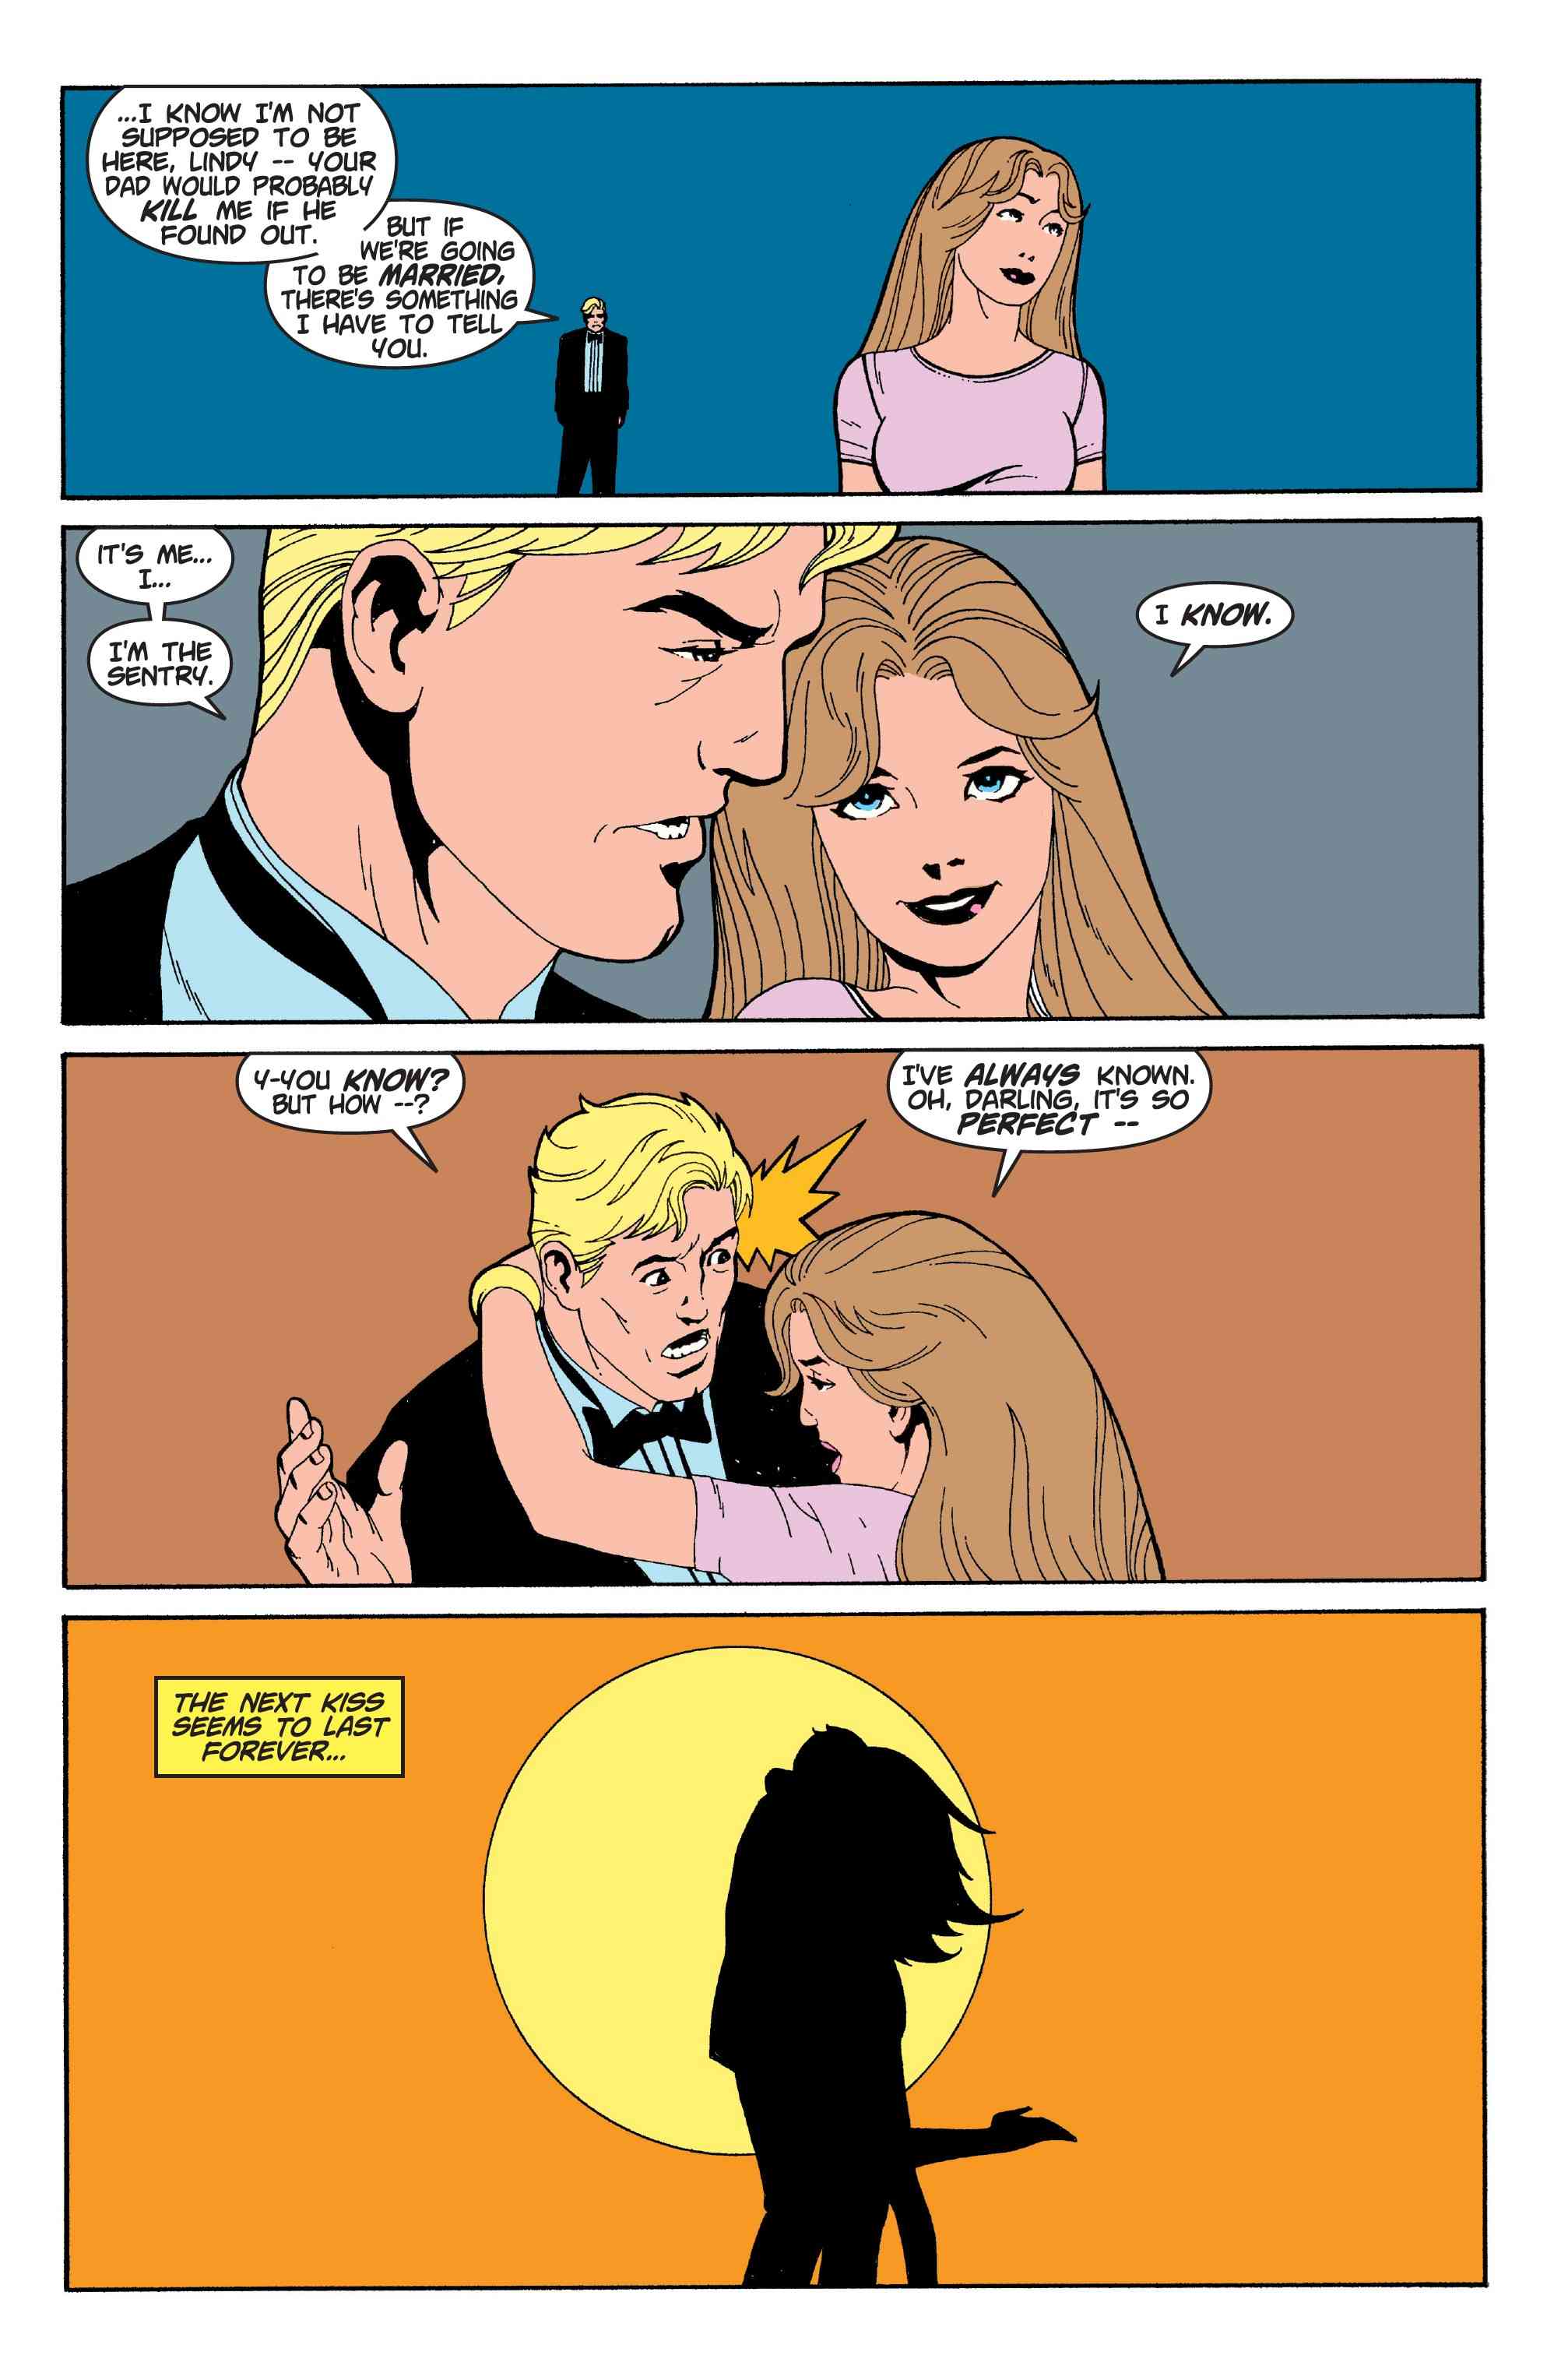 ...I KNOW I'M NOT
SUPPOSED TO BE
HERE, LINDY -- YOUR
DAD WOULD PROBABLY
KILL ME IF HE
FOUND OUT.
BUT IF
WE'RE GOING
TO BE MARRIED,
THERE'S SOMETHING
I HAVE TO TELL
YOU.
IT'S ME...
I...
I'M THE
SENTRY.
I KNOW.
Y-YOU KNOW?
BUT HOW --?
I'VE ALWAYS KNOWN.
OH, DARLING, IT'S SO
PERFECT --
THE NEXT KISS
SEEMS TO LAST
FOREVER...